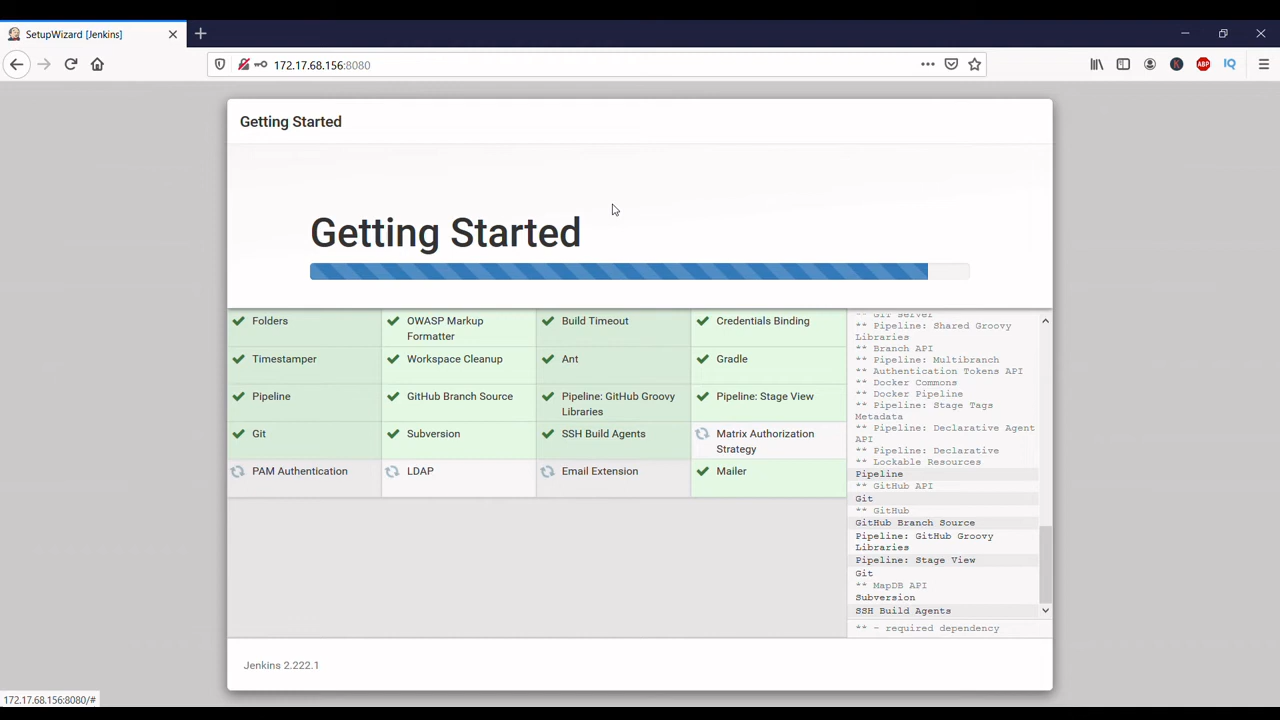 SetupWizard [Jenkins]
172.17.68.156:8080
ABP
IQ
Getting Started
Getting Started
Folders
OWASP Markup
Formatter
Build Timeout
Credentials Binding
Timestamper
Workspace Cleanup
Ant
Gradle
Pipeline
GitHub Branch Source
Pipeline: GitHub Groovy
Libraries
Pipeline: Stage View
Git
Subversion
SSH Build Agents
Matrix Authorization
Strategy
PAM Authentication
LDAP
Email Extension
Mailer
** Git Server
** Pipeline: Shared Groovy
Libraries
** Branch API
** Pipeline: Multibranch
** Authentication Tokens API
** Docker Commons
** Docker Pipeline
** Pipeline: Stage Tags
Metadata
** Pipeline: Declarative Agent
API
** Pipeline: Declarative
** Lockable Resources
Pipeline
** GitHub API
Git
** GitHub
GitHub Branch Source
Pipeline: GitHub Groovy
Libraries
Pipeline: Stage View
Git
** MapDB API
Subversion
SSH Build Agents
** - required dependency
Jenkins 2.222.1
172.17.68.156:8080/#